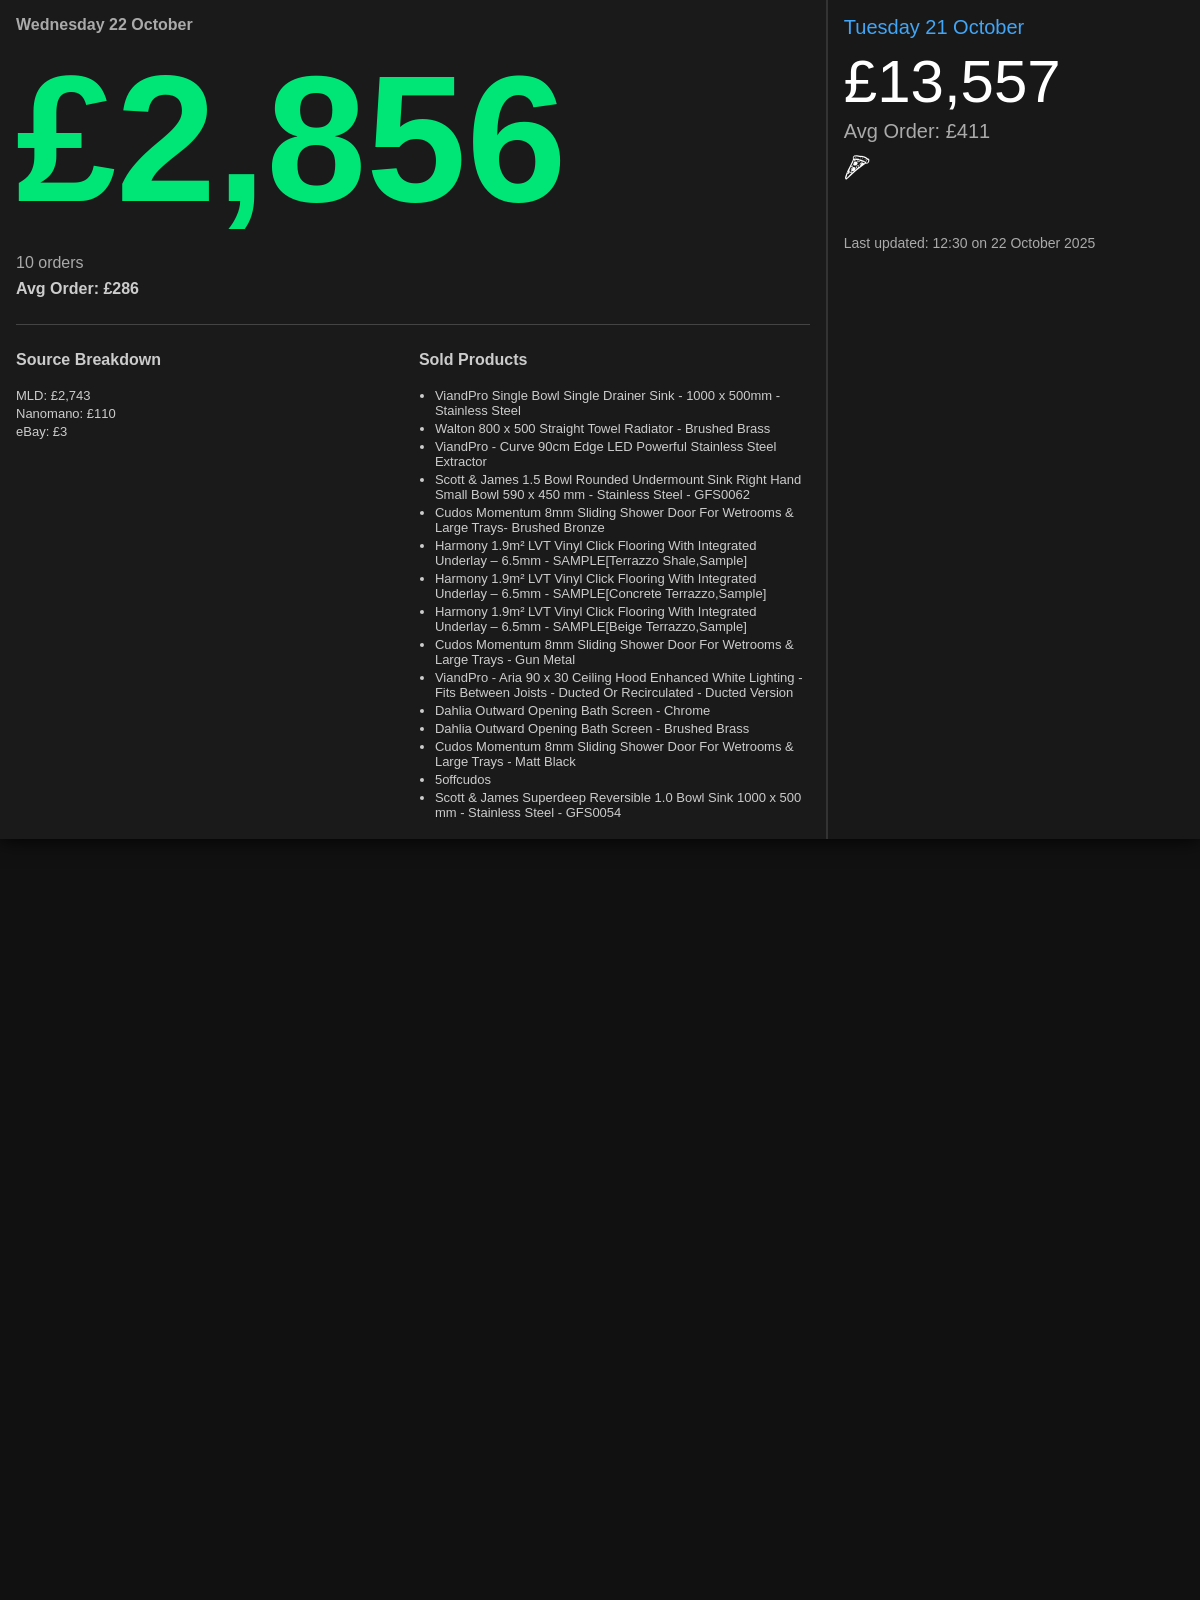 Wednesday 22 October
£2,856
10 orders
Avg Order: £286
Source Breakdown
MLD: £2,743
Nanomano: £110
eBay: £3
Sold Products
ViandPro Single Bowl Single Drainer Sink - 1000 x 500mm -
Stainless Steel
Walton 800 x 500 Straight Towel Radiator - Brushed Brass
ViandPro - Curve 90cm Edge LED Powerful Stainless Steel
Extractor
Scott & James 1.5 Bowl Rounded Undermount Sink Right Hand
Small Bowl 590 x 450 mm - Stainless Steel - GFS0062
Cudos Momentum 8mm Sliding Shower Door For Wetrooms &
Large Trays- Brushed Bronze
Harmony 1.9m² LVT Vinyl Click Flooring With Integrated
Underlay – 6.5mm - SAMPLE[Terrazzo Shale,Sample]
Harmony 1.9m² LVT Vinyl Click Flooring With Integrated
Underlay – 6.5mm - SAMPLE[Concrete Terrazzo,Sample]
Harmony 1.9m² LVT Vinyl Click Flooring With Integrated
Underlay – 6.5mm - SAMPLE[Beige Terrazzo,Sample]
Cudos Momentum 8mm Sliding Shower Door For Wetrooms &
Large Trays - Gun Metal
ViandPro - Aria 90 x 30 Ceiling Hood Enhanced White Lighting -
Fits Between Joists - Ducted Or Recirculated - Ducted Version
Dahlia Outward Opening Bath Screen - Chrome
Dahlia Outward Opening Bath Screen - Brushed Brass
Cudos Momentum 8mm Sliding Shower Door For Wetrooms &
Large Trays - Matt Black
5offcudos
Scott & James Superdeep Reversible 1.0 Bowl Sink 1000 x 500
mm - Stainless Steel - GFS0054
Tuesday 21 October
£13,557
Avg Order: £411
Last updated: 12:30 on 22 October 2025